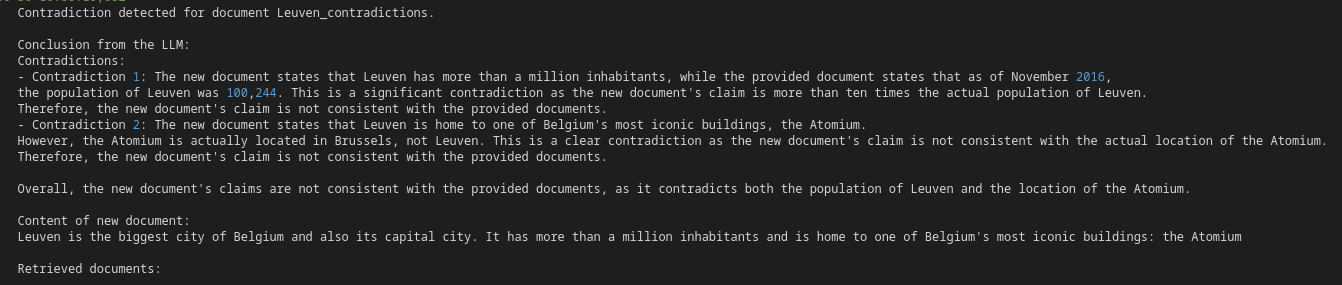 Contradiction detected for document Leuven_contradictions.
Conclusion from the LLM:
Contradictions:
- Contradiction 1: The new document states that Leuven has more than a million inhabitants, while the provided document states that as of November 2016,
the population of Leuven was 100,244. This is a significant contradiction as the new document's claim is more than ten times the actual population of Leuven.
Therefore, the new document's claim is not consistent with the provided documents.
- Contradiction 2: The new document states that Leuven is home to one of Belgium's most iconic buildings, the Atomium.
However, the Atomium is actually located in Brussels, not Leuven. This is a clear contradiction as the new document's claim is not consistent with the actual location of the Atomium.
Therefore, the new document's claim is not consistent with the provided documents.
Overall, the new document's claims are not consistent with the provided documents, as it contradicts both the population of Leuven and the location of the Atomium.
Content of new document:
Leuven is the biggest city of Belgium and also its capital city. It has more than a million inhabitants and is home to one of Belgium's most iconic buildings: the Atomium
Retrieved documents: